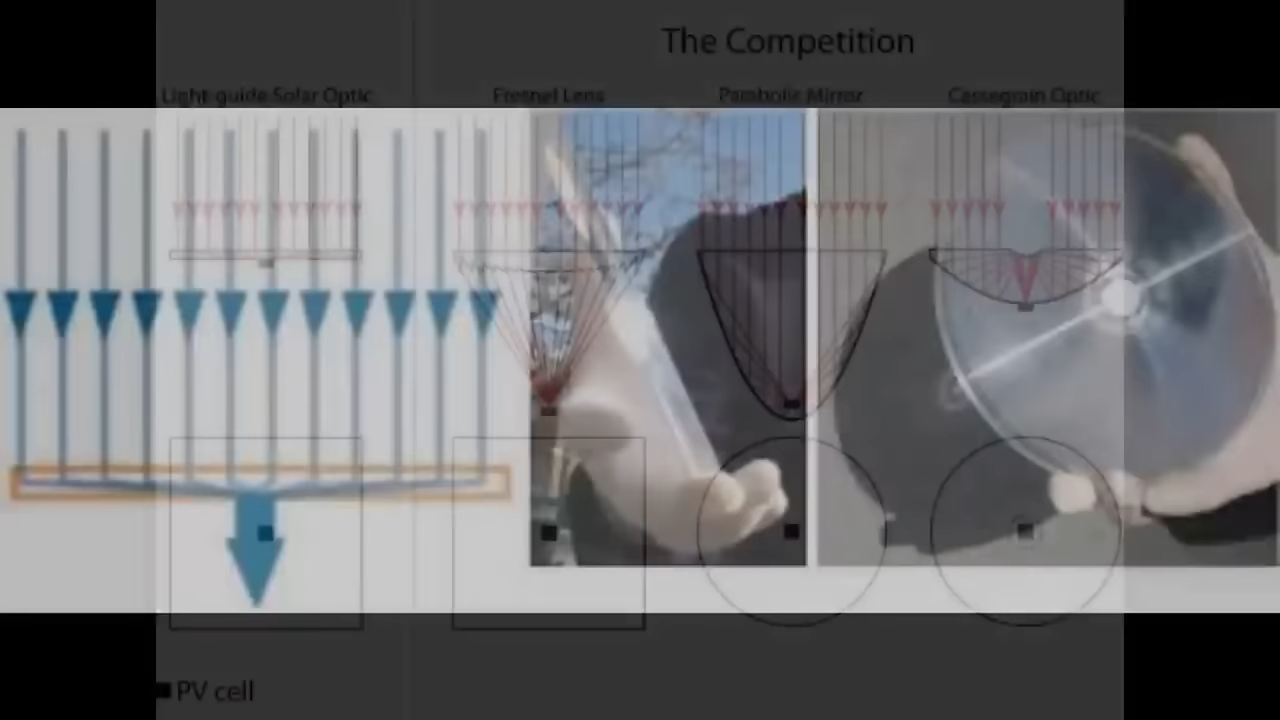 The Competition
Light-guide Solar Optic
Fresnel Lens
Parabolic Mirror
Cassegrain Optic
PV cell